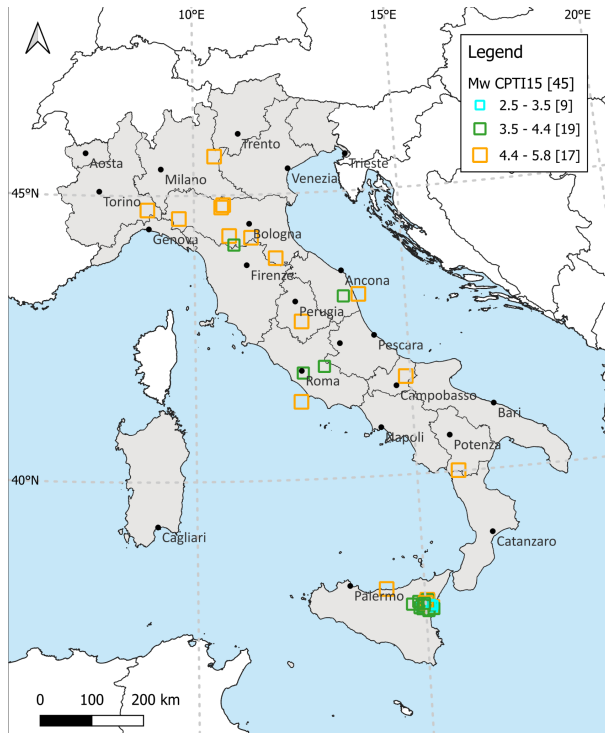 10°E
15°E
20°E
Legend
Mw CPTI15 [45]
2.5 - 3.5 [9]
3.5 - 4.4 [19]
4.4 - 5.8 [17]
Trento
Aosta
Milano
Trieste
Venezia
45°N
Torino
Genova
Bologna
Firenze
Ancona
Perugia
Pescara
Roma
Campobasso
Bari
Napoli
Potenza
40°N
Cagliari
Catanzaro
Palermo
0 100 200 km